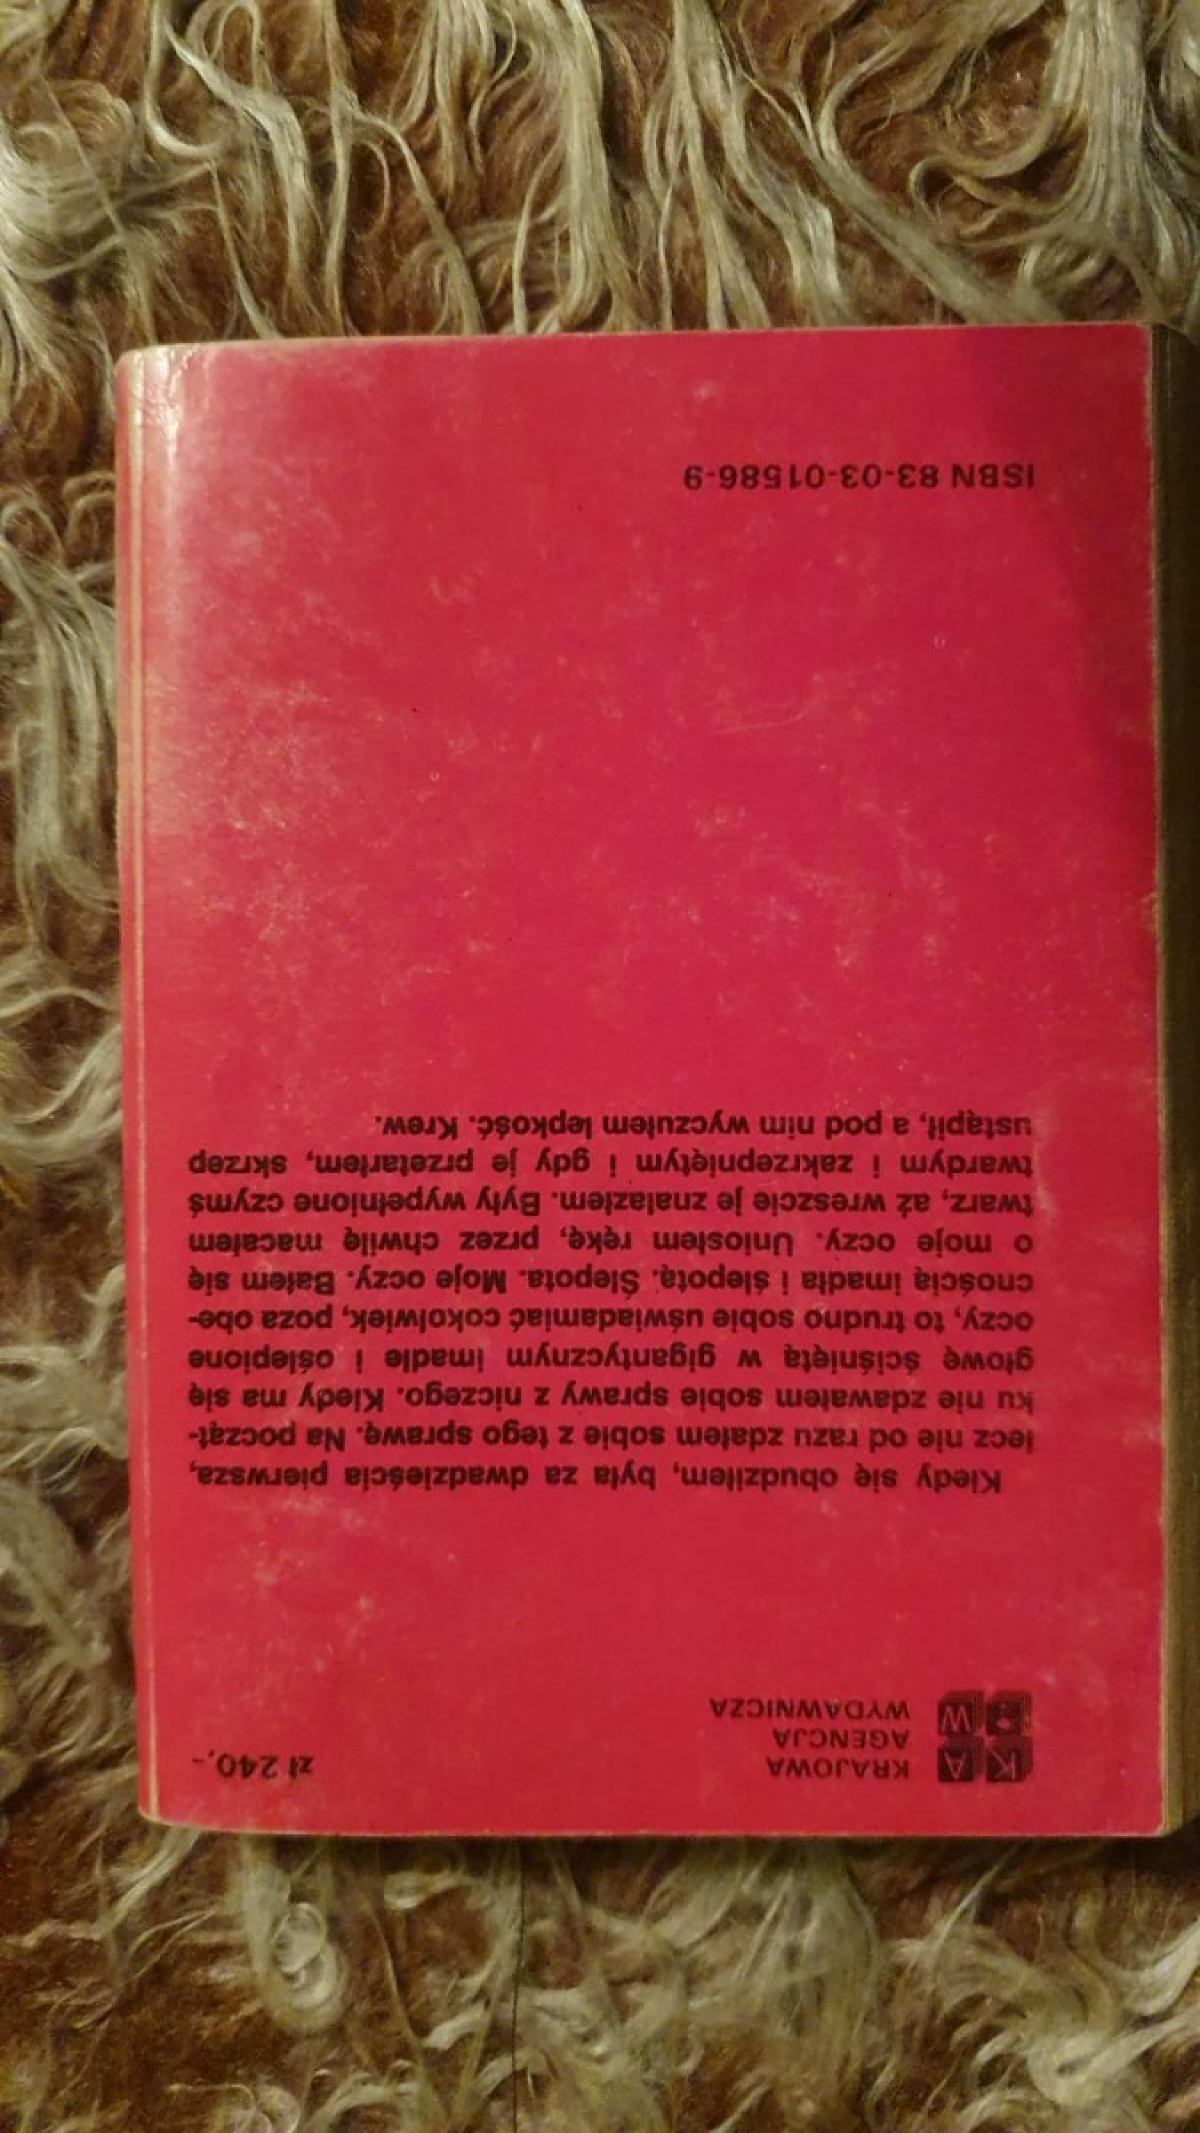 KRAJOWA
AGENCJA
WYDAWNICZA
K A
W
zł 240,-
Kiedy się obudziłem, była za dwadzieścia pierwsza,
lecz nie od razu zdałem sobie z tego sprawę. Na począt-
ku nie zdawałem sobie sprawy z niczego. Kiedy ma się
głowę ściśniętą w gigantycznym imadle i oślepione
oczy, to trudno sobie uświadamiać cokolwiek, poza obe-
cnością imadła i ślepotą. Ślepota. Moje oczy. Bałem się
o moje oczy. Uniosłem rękę, przez chwilę macałem
twarz, aż wreszcie je znalazłem. Były wypełnione czymś
twardym i zakrzepniętym i gdy je przetarłem, skrzep
ustąpił, a pod nim wyczułem lepkość. Krew.
ISBN 83-03-01586-9